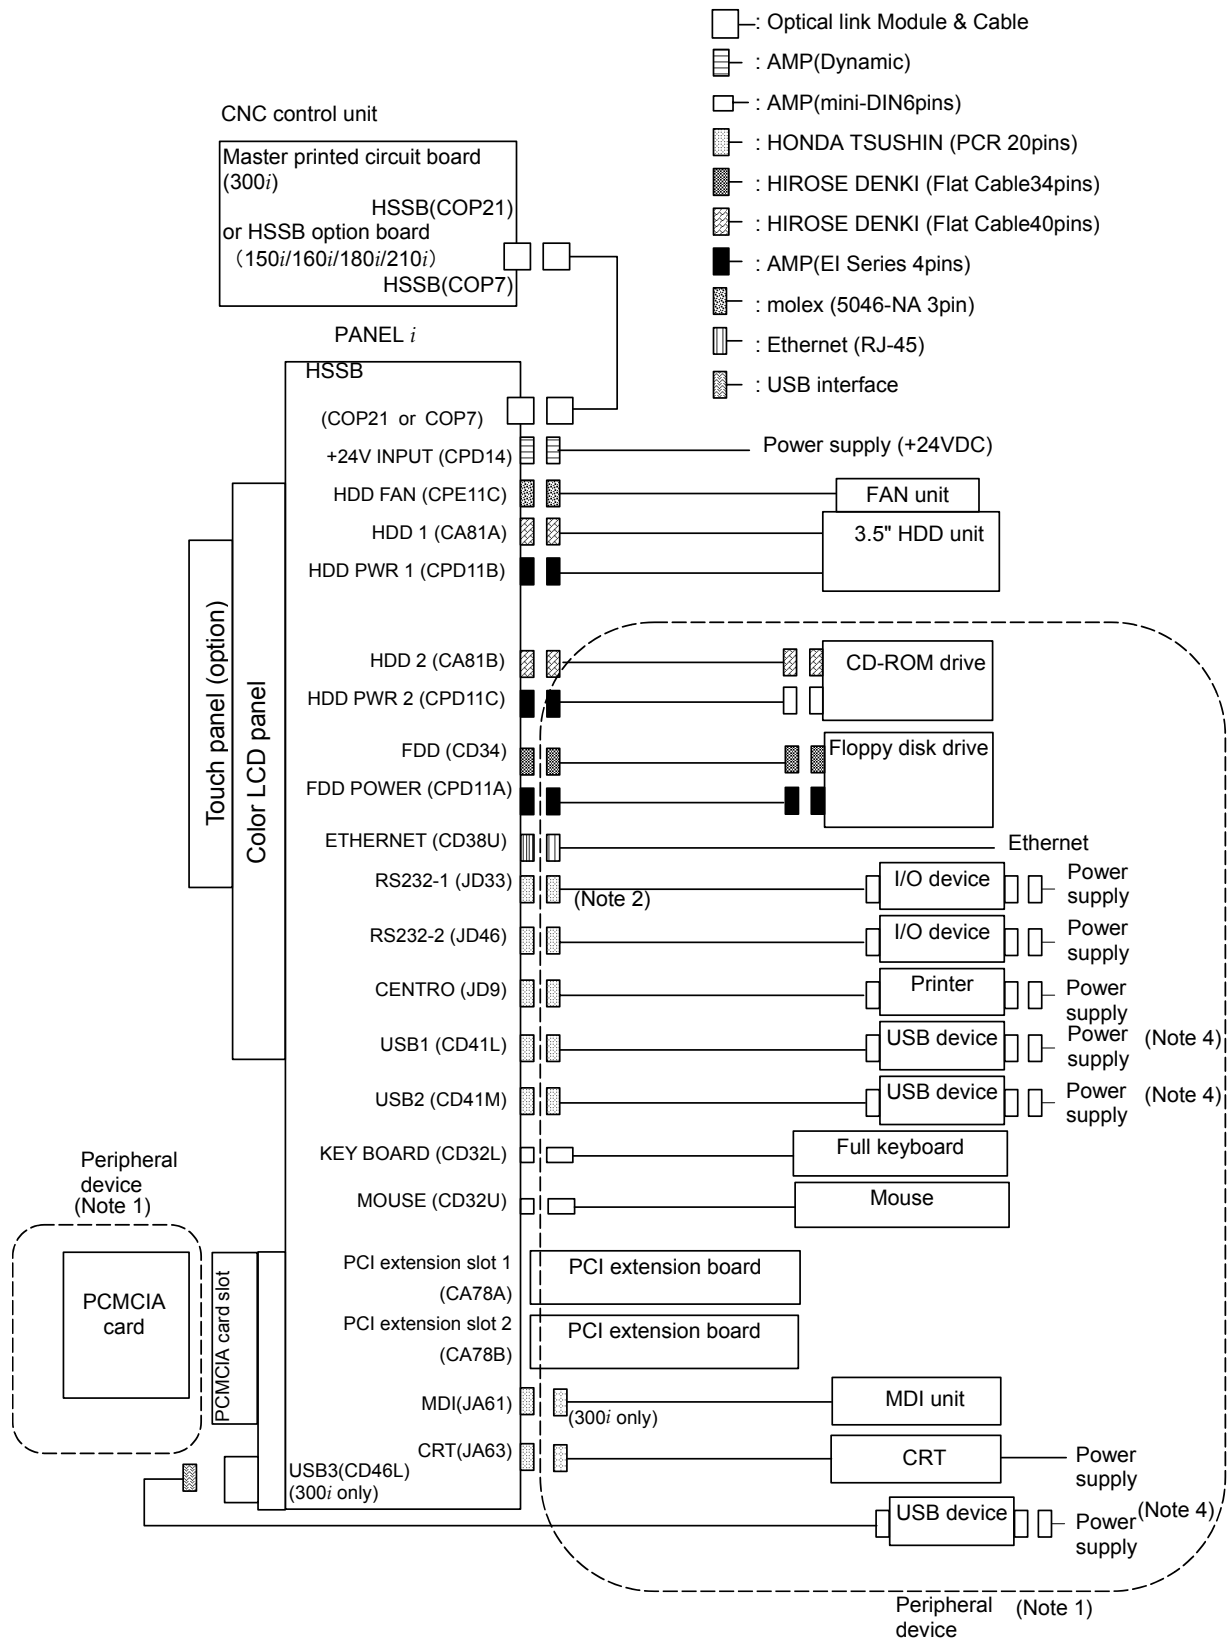 : Optical link Module & Cable
: AMP(Dynamic)
: AMP(mini-DIN6pins)
: HONDA TSUSHIN (PCR 20pins)
: HIROSE DENKI (Flat Cable34pins)
: HIROSE DENKI (Flat Cable40pins)
: AMP(EI Series 4pins)
: molex (5046-NA 3pin)
: Ethernet (RJ-45)
: USB interface
CNC control unit
Master printed circuit board
(300i)
HSSB(COP21)
or HSSB option board
(150i/160i/180i/210i)
HSSB(COP7)
PANEL i
HSSB
(COP21 or COP7)
+24V INPUT (CPD14)
Power supply (+24VDC)
HDD FAN (CPE11C)
FAN unit
HDD 1 (CA81A)
3.5" HDD unit
HDD PWR 1 (CPD11B)
Touch panel (option)
Color LCD panel
HDD 2 (CA81B)
CD-ROM drive
HDD PWR 2 (CPD11C)
FDD (CD34)
Floppy disk drive
FDD POWER (CPD11A)
ETHERNET (CD38U)
Ethernet
RS232-1 (JD33)
(Note 2)
I/O device
Power
supply
RS232-2 (JD46)
I/O device
Power
supply
CENTRO (JD9)
Printer
Power
supply
USB1 (CD41L)
USB device
Power (Note 4)
supply
USB2 (CD41M)
USB device
Power (Note 4)
supply
KEY BOARD (CD32L)
Full keyboard
MOUSE (CD32U)
Mouse
Peripheral
device
(Note 1)
PCMCIA
card
PCMCIA card slot
PCI extension slot 1
(CA78A)
PCI extension board
PCI extension slot 2
(CA78B)
PCI extension board
MDI(JA61)
(300i only)
MDI unit
CRT(JA63)
CRT
Power
supply
USB3(CD46L)
(300i only)
USB device
Power (Note 4)
supply
Peripheral (Note 1)
device